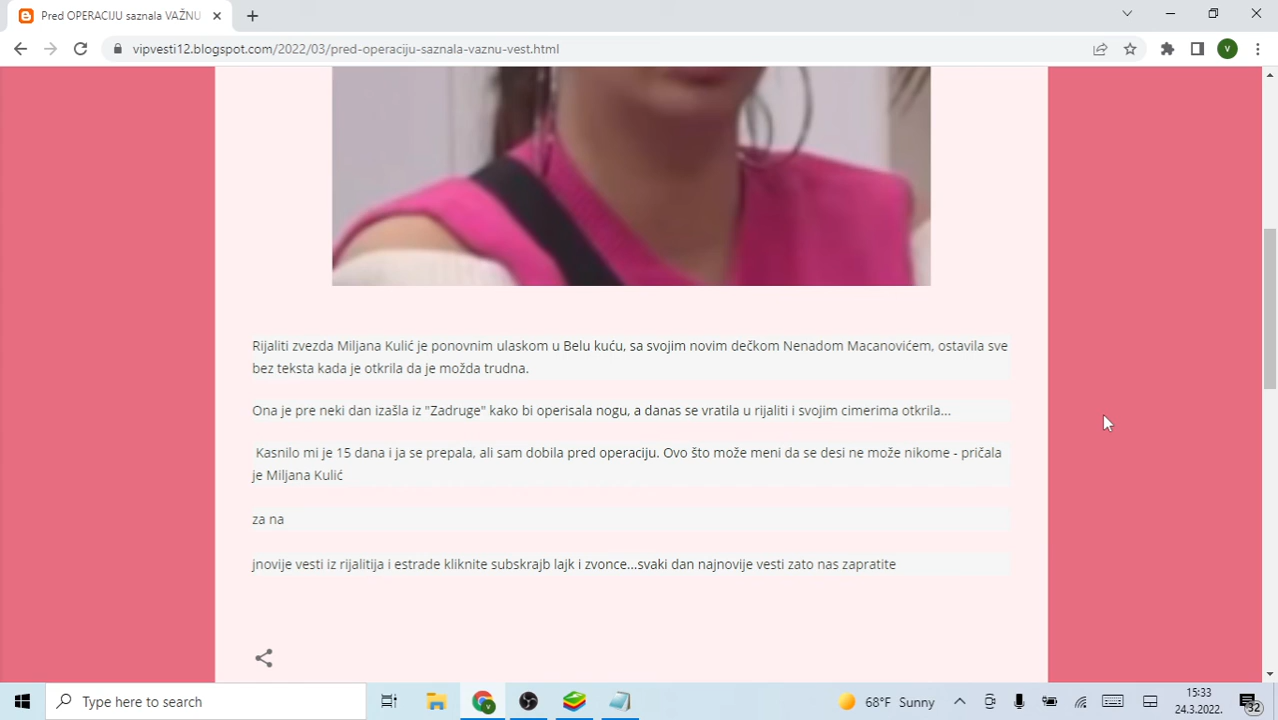 Pred OPERACIJU saznala VAŽNU
vipvesti12.blogspot.com/2022/03/pred-operaciju-saznala-vaznu-vest.html
V
Rijaliti zvezda Miljana Kulić je ponovnim ulaskom u Belu kuću, sa svojim novim dečkom Nenadom Macanovićem, ostavila sve
bez teksta kada je otkrila da je možda trudna.
Ona je pre neki dan izašla iz "Zadruge" kako bi operisala nogu, a danas se vratila u rijaliti i svojim cimerima otkrila...
Kasnilo mi je 15 dana i ja se prepala, ali sam dobila pred operaciju. Ovo što može meni da se desi ne može nikome - pričala
je Miljana Kulić
za na
jnovije vesti iz rijalitija i estrade kliknite subskrajb lajk i zvonce...svaki dan najnovije vesti zato nas zapratite
Type here to search
68°F Sunny
15:33
24.3.2022.
32